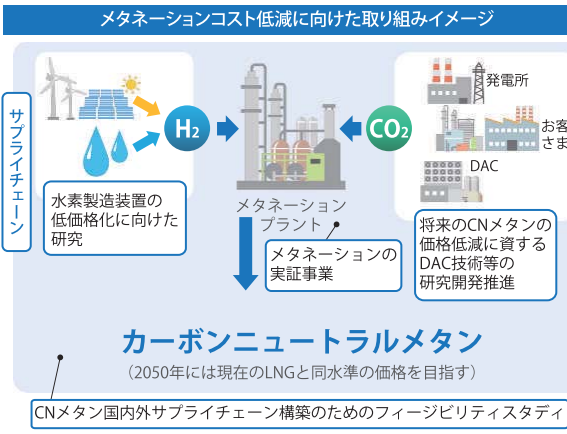 メタネーションコスト低減に向けた取り組みイメージ
サプライチェーン
H2
CO2
発電所
お客
さま
DAC
水素製造装置の
低価格化に向けた
研究
メタネーション
プラント
メタネーションの
実証事業
将来のCNメタンの
価格低減に資する
DAC技術等の
研究開発推進
カーボンニュートラルメタン
（2050年には現在のLNGと同水準の価格を目指す）
CNメタン国内外サプライチェーン構築のためのフィージビリティスタディ